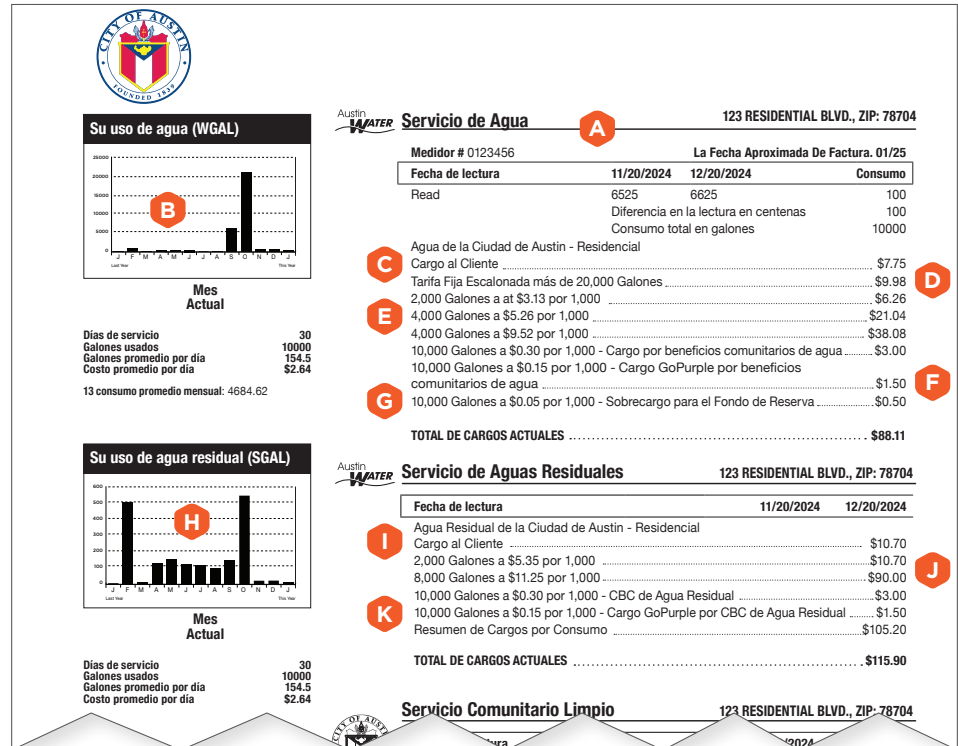 CITY OF AUSTIN
FOUNDED 1839
Su uso de agua (WGAL)
25000
20000
15000
10000
5000
0
J F M A M J J A S O N D J
Last Year This Year
B
Mes
Actual
Días de servicio 30
Galones usados 10000
Galones promedio por día 154.5
Costo promedio por día $2.64
13 consumo promedio mensual: 4684.62
Su uso de agua residual (SGAL)
600
500
400
300
200
100
0
J F M A M J J A S O N D J
Last Year This Year
H
Mes
Actual
Días de servicio 30
Galones usados 10000
Galones promedio por día 154.5
Costo promedio por día $2.64
Austin WATER
Servicio de Agua 123 RESIDENTIAL BLVD., ZIP: 78704
A
Medidor # 0123456 La Fecha Aproximada De Factura. 01/25
Fecha de lectura 11/20/2024 12/20/2024 Consumo
Read 6525 6625 100
Diferencia en la lectura en centenas 100
Consumo total en galones 10000
Agua de la Ciudad de Austin - Residencial
C
Cargo al Cliente $7.75
D
Tarifa Fija Escalonada más de 20,000 Galones $9.98
2,000 Galones a at $3.13 por 1,000 $6.26
E
4,000 Galones a $5.26 por 1,000 $21.04
4,000 Galones a $9.52 por 1,000 $38.08
10,000 Galones a $0.30 por 1,000 - Cargo por beneficios comunitarios de agua $3.00
10,000 Galones a $0.15 por 1,000 - Cargo GoPurple por beneficios
comunitarios de agua $1.50
F
G
10,000 Galones a $0.05 por 1,000 - Sobrecargo para el Fondo de Reserva $0.50
TOTAL DE CARGOS ACTUALES $88.11
Austin WATER
Servicio de Aguas Residuales 123 RESIDENTIAL BLVD., ZIP: 78704
Fecha de lectura 11/20/2024 12/20/2024
Agua Residual de la Ciudad de Austin - Residencial
I
Cargo al Cliente $10.70
2,000 Galones a $5.35 por 1,000 $10.70
J
8,000 Galones a $11.25 por 1,000 $90.00
10,000 Galones a $0.30 por 1,000 - CBC de Agua Residual $3.00
K
10,000 Galones a $0.15 por 1,000 - Cargo GoPurple por CBC de Agua Residual $1.50
Resumen de Cargos por Consumo $105.20
TOTAL DE CARGOS ACTUALES $115.90
Servicio Comunitario Limpio 123 RESIDENTIAL BLVD., ZIP: 78704